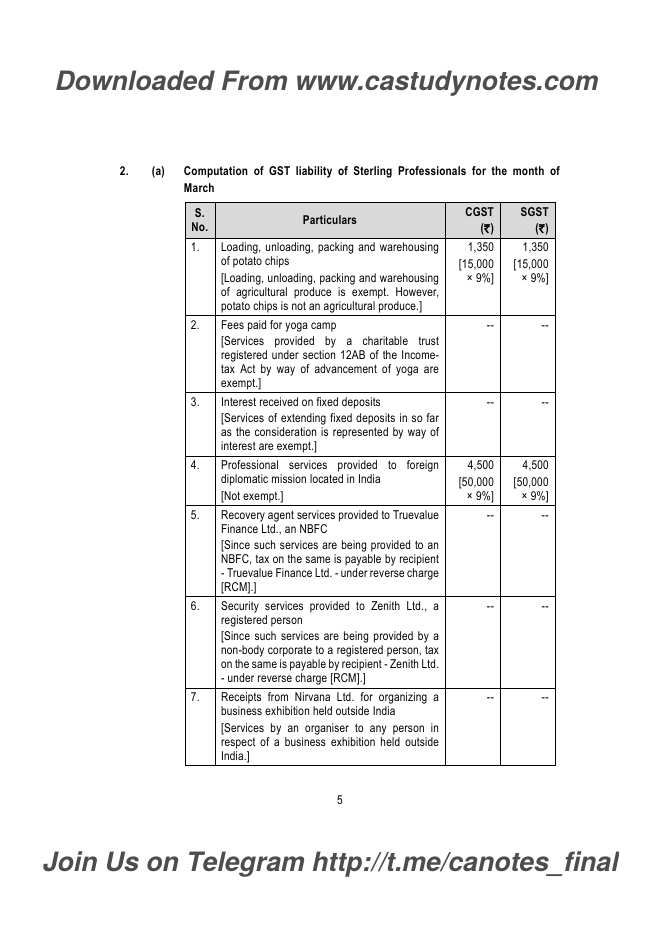 Downloaded From www.castudynotes.com
2. (a) Computation of GST liability of Sterling Professionals for the month of
March
S.
No.
Particulars
CGST
(₹)
SGST
(₹)
1.
Loading, unloading, packing and warehousing
of potato chips
[Loading, unloading, packing and warehousing
of agricultural produce is exempt. However,
potato chips is not an agricultural produce.]
1,350
[15,000
× 9%]
1,350
[15,000
× 9%]
2.
Fees paid for yoga camp
[Services provided by a charitable trust
registered under section 12AB of the Income-
tax Act by way of advancement of yoga are
exempt.]
--
--
3.
Interest received on fixed deposits
[Services of extending fixed deposits in so far
as the consideration is represented by way of
interest are exempt.]
--
--
4.
Professional services provided to foreign
diplomatic mission located in India
[Not exempt.]
4,500
[50,000
× 9%]
4,500
[50,000
× 9%]
5.
Recovery agent services provided to Truevalue
Finance Ltd., an NBFC
[Since such services are being provided to an
NBFC, tax on the same is payable by recipient
- Truevalue Finance Ltd. - under reverse charge
[RCM].]
--
--
6.
Security services provided to Zenith Ltd., a
registered person
[Since such services are being provided by a
non-body corporate to a registered person, tax
on the same is payable by recipient - Zenith Ltd.
- under reverse charge [RCM].]
--
--
7.
Receipts from Nirvana Ltd. for organizing a
business exhibition held outside India
[Services by an organiser to any person in
respect of a business exhibition held outside
India.]
--
--
5
Join Us on Telegram http://t.me/canotes_final